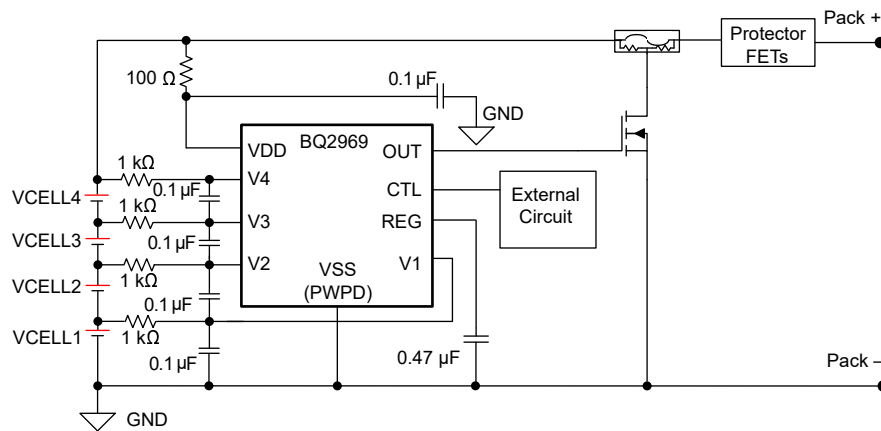 Pack +
Protector
FETs
100 Ω
0.1 µF
GND
BQ2969
VDD
OUT
1 kΩ
V4
0.1 µF
CTL
External
Circuit
VCELL4
1 kΩ
V3
REG
VCELL3
0.1 µF
V2
VSS
(PWPD)
V1
1 kΩ
VCELL2
0.1 µF
VCELL1
1 kΩ
0.1 µF
0.47 µF
Pack –
GND